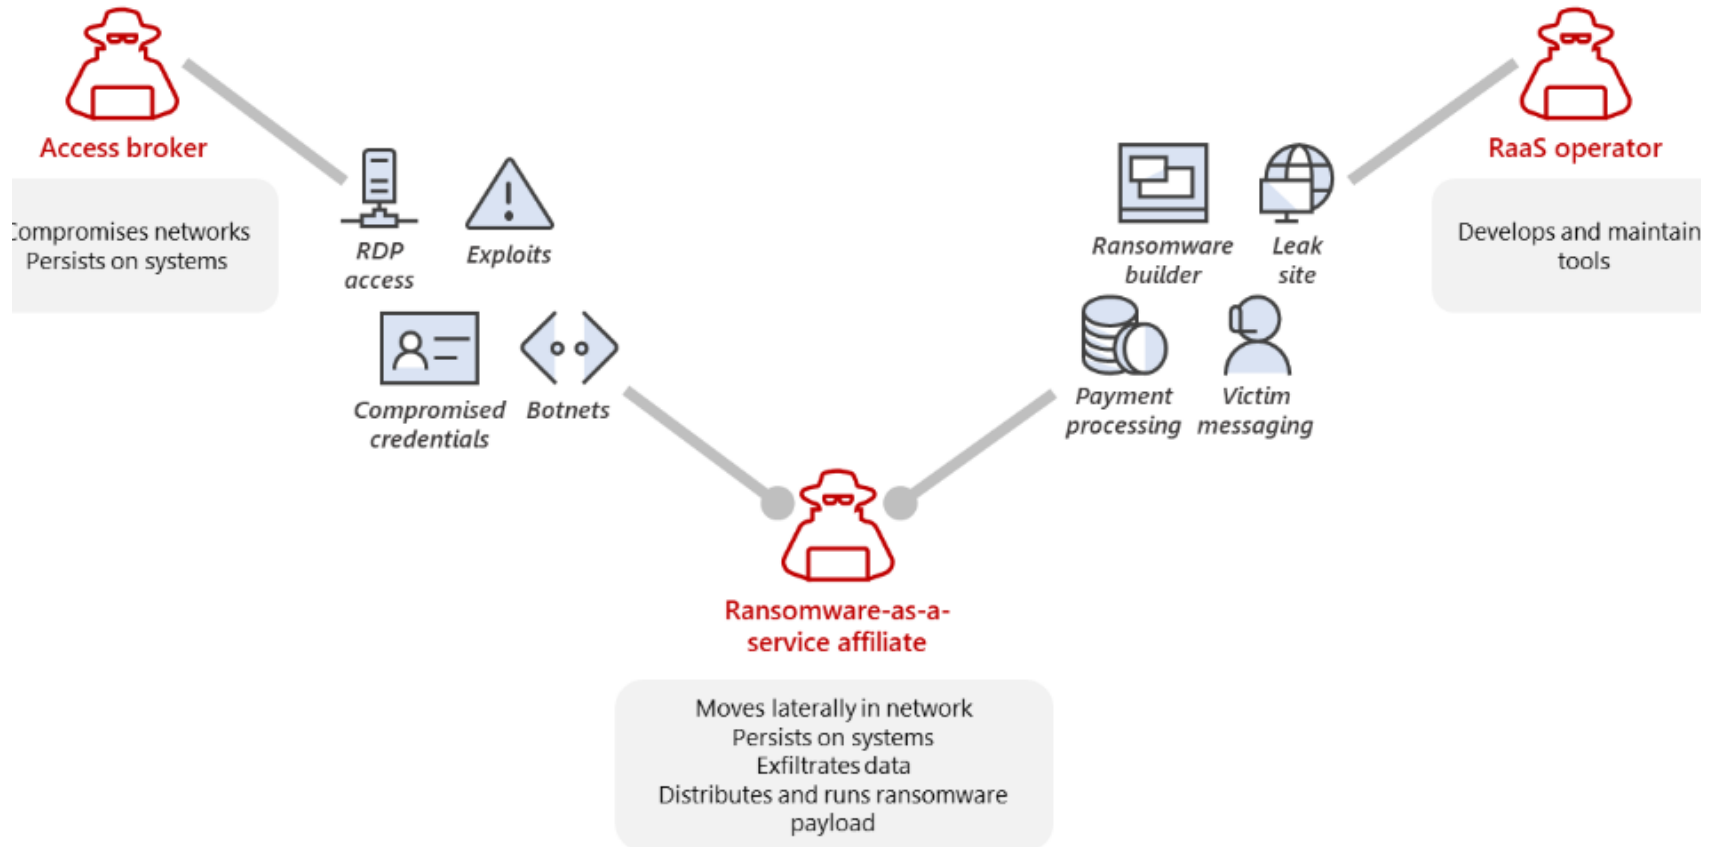 Access broker
Compromises networks
Persists on systems
RDP
access
Exploits
Compromised
credentials
Botnets
Ransomware
builder
Leak
site
Payment
processing
Victim
messaging
RaaS operator
Develops and maintain
tools
Ransomware-as-a-
service affiliate
Moves laterally in network
Persists on systems
Exfiltrates data
Distributes and runs ransomware
payload